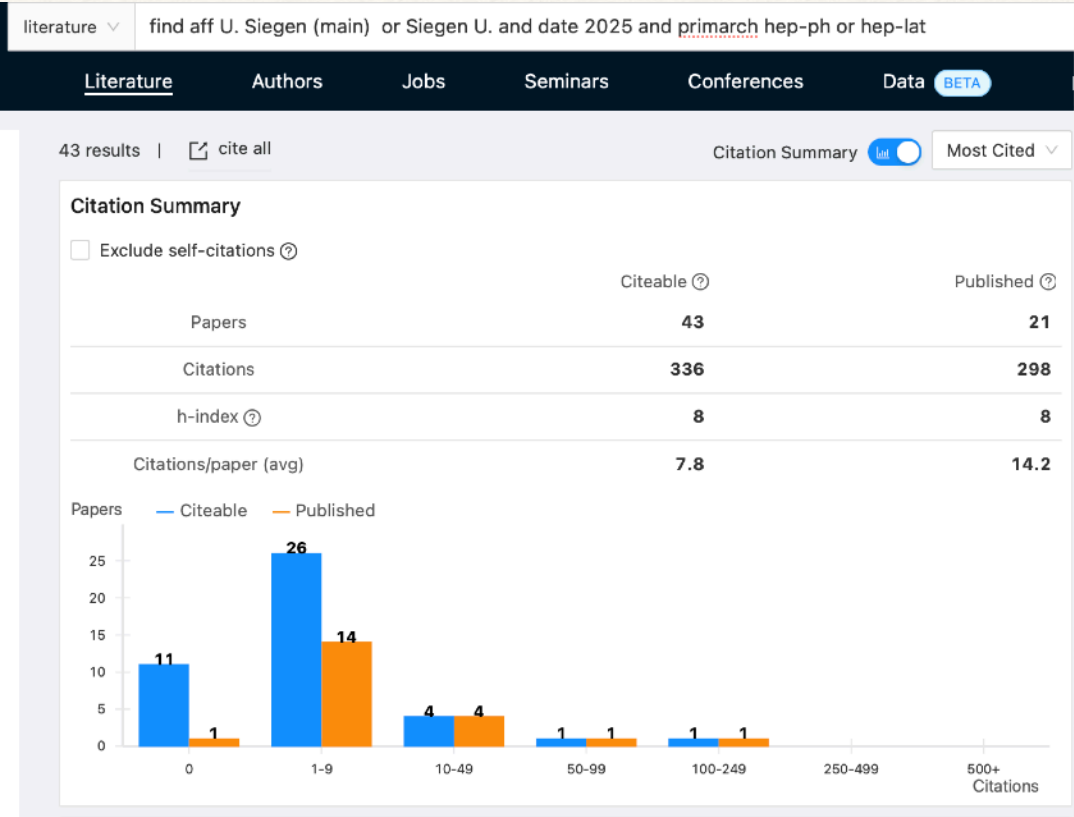 literature find aff U. Siegen (main)  or Siegen U. and date 2025 and primarch hep-ph or hep-lat
Literature Authors Jobs Seminars Conferences Data BETA
43 results | cite all Citation Summary Most Cited
Citation Summary
Exclude self-citations ?
Citeable ? Published ?
Papers 43 21
Citations 336 298
h-index ? 8 8
Citations/paper (avg) 7.8 14.2
Papers Citeable Published
26
25
20
15 14
11
10
5 4 4
1 1 1 1 1
0
0 1-9 10-49 50-99 100-249 250-499 500+
Citations